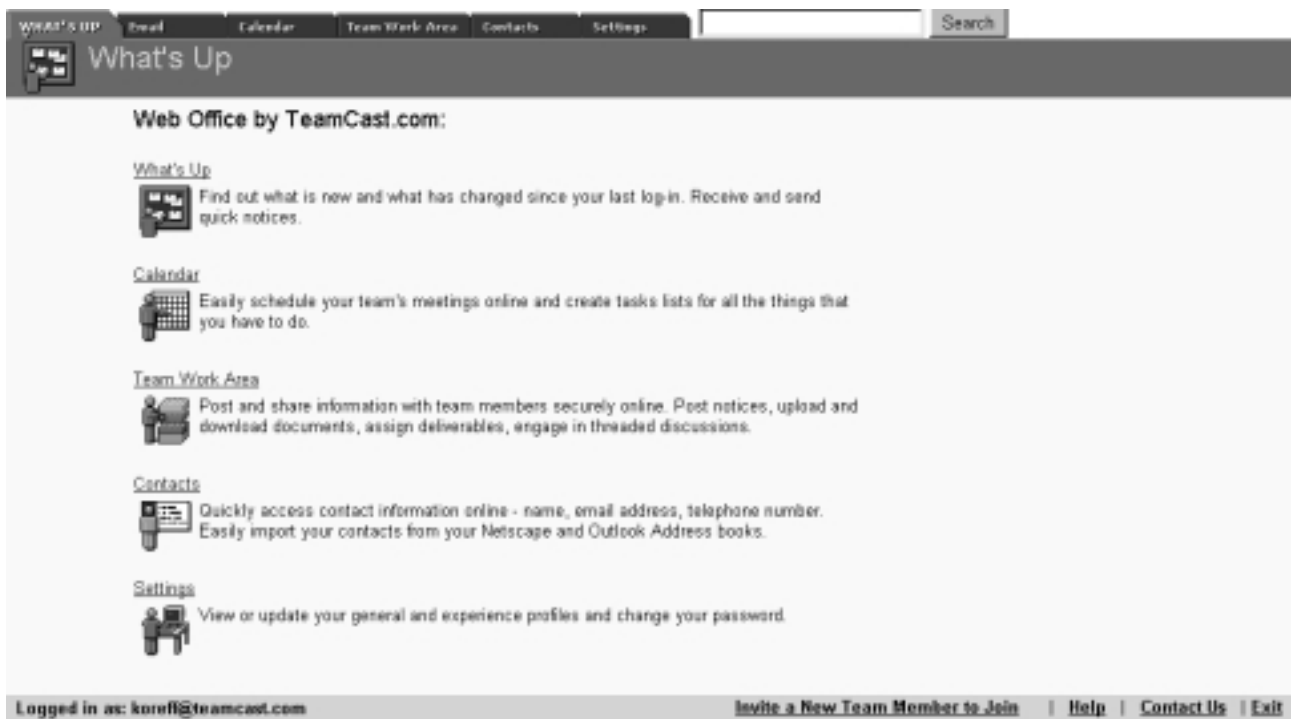 WHAT'S UP Email Calendar Team Work Area Contacts Settings Search
What's Up
Web Office by TeamCast.com:
What's Up
Find out what is new and what has changed since your last log-in. Receive and send
quick notices.
Calendar
Easily schedule your team's meetings online and create tasks lists for all the things that
you have to do.
Team Work Area
Post and share information with team members securely online. Post notices, upload and
download documents, assign deliverables, engage in threaded discussions.
Contacts
Quickly access contact information online - name, email address, telephone number.
Easily import your contacts from your Netscape and Outlook Address books.
Settings
View or update your general and experience profiles and change your password.
Logged in as: koreff@teamcast.com Invite a New Team Member to Join | Help | Contact Us | Exit